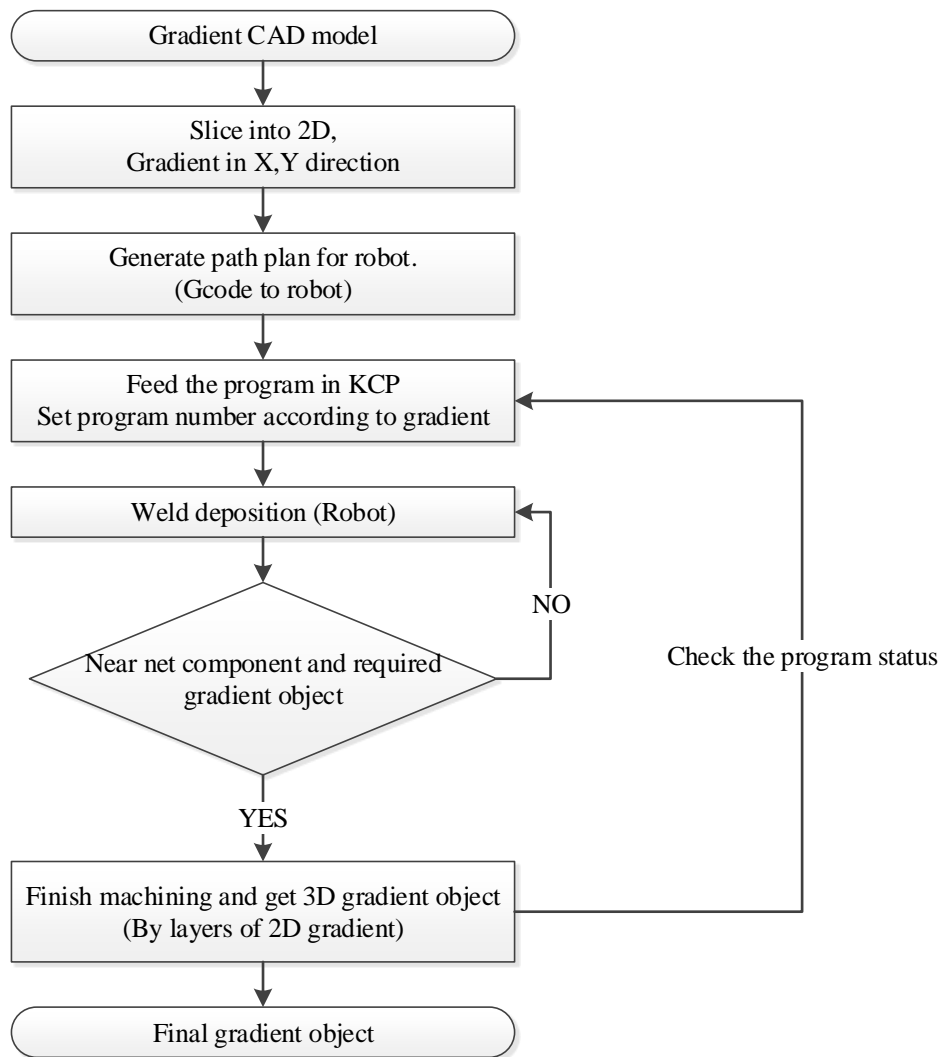 Gradient CAD model
Slice into 2D,
Gradient in X,Y direction
Generate path plan for robot.
(Gcode to robot)
Feed the program in KCP
Set program number according to gradient
Weld deposition (Robot)
NO
Near net component and required
gradient object
Check the program status
YES
Finish machining and get 3D gradient object
(By layers of 2D gradient)
Final gradient object